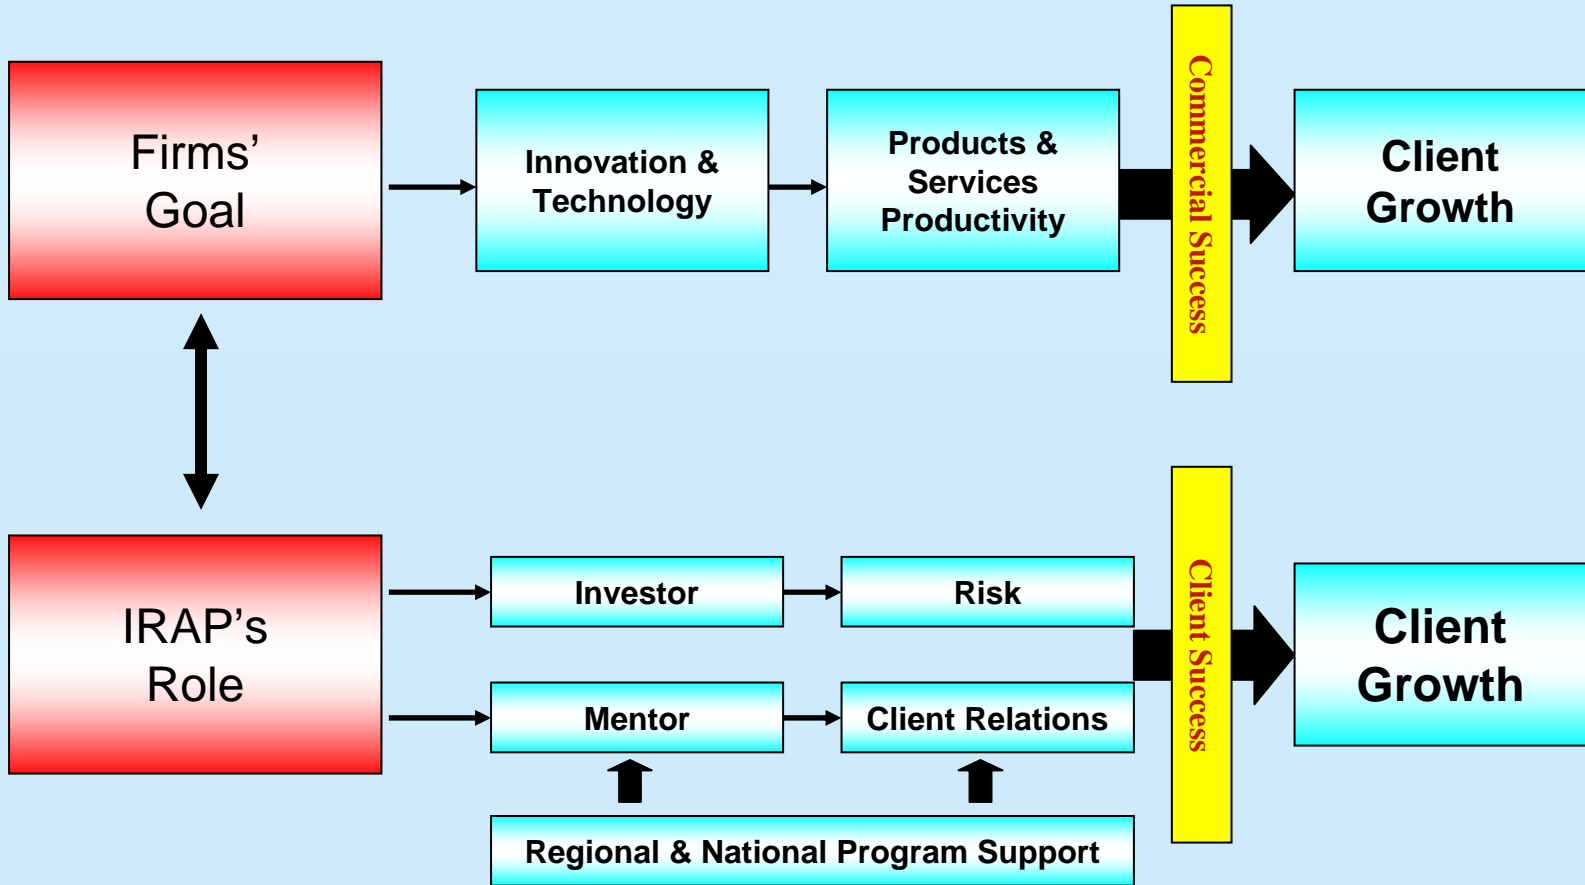 Firms’
Goal
Innovation &
Technology
Products &
Services
Productivity
Commercial Success
Client
Growth
IRAP’s
Role
Investor
Risk
Mentor
Client Relations
Regional & National Program Support
Client Success
Client
Growth